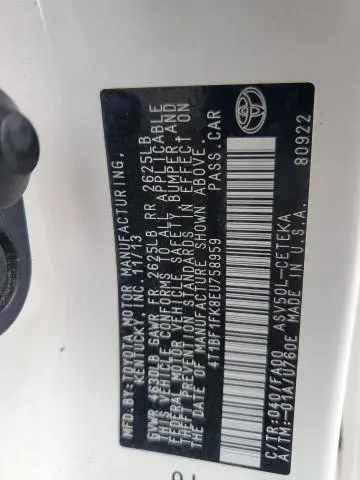 MFD.BY:TOYOTA MOTOR MANUFACTURING,
KENTUCKY, INC. 11/13
GVWR 4630LB GAWR FR 2625LB RR 2625LB
THIS VEHICLE CONFORMS TO ALL APPLICABLE
FEDERAL MOTOR VEHICLE SAFETY, BUMPER, AND
THEFT PREVENTION STANDARDS IN EFFECT ON
THE DATE OF MANUFACTURE SHOWN ABOVE.
4T1BF1FK8EU758959 PASS.CAR
C/TR:040/FA00 ASV50L-CETEKA
A/TM:-01A/U760E M.I.U.S.A.
80922